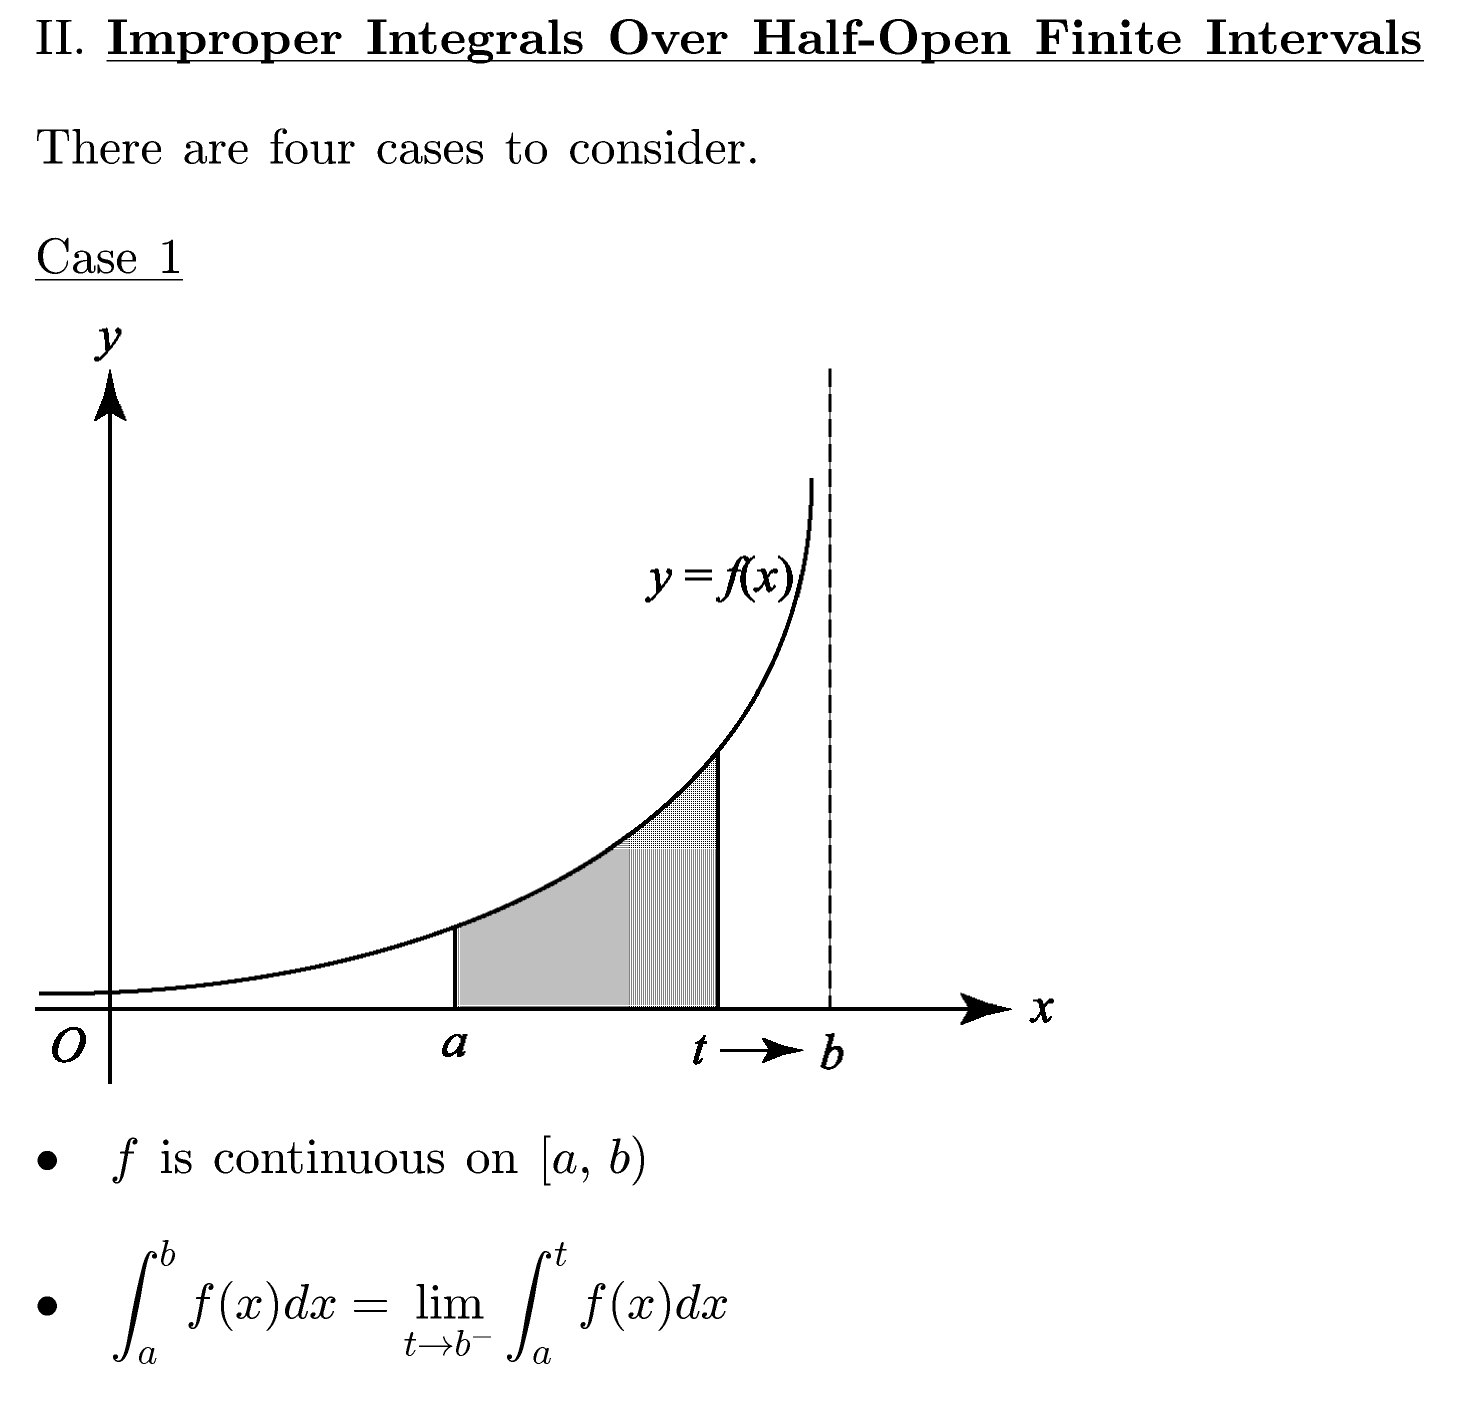 II. Improper Integrals Over Half-Open Finite Intervals
There are four cases to consider.
Case 1
y
y = f(x)
x
O
a
t → b
• f is continuous on [a, b)
• ∫_a^b f(x)dx = lim_{t→b⁻} ∫_a^t f(x)dx